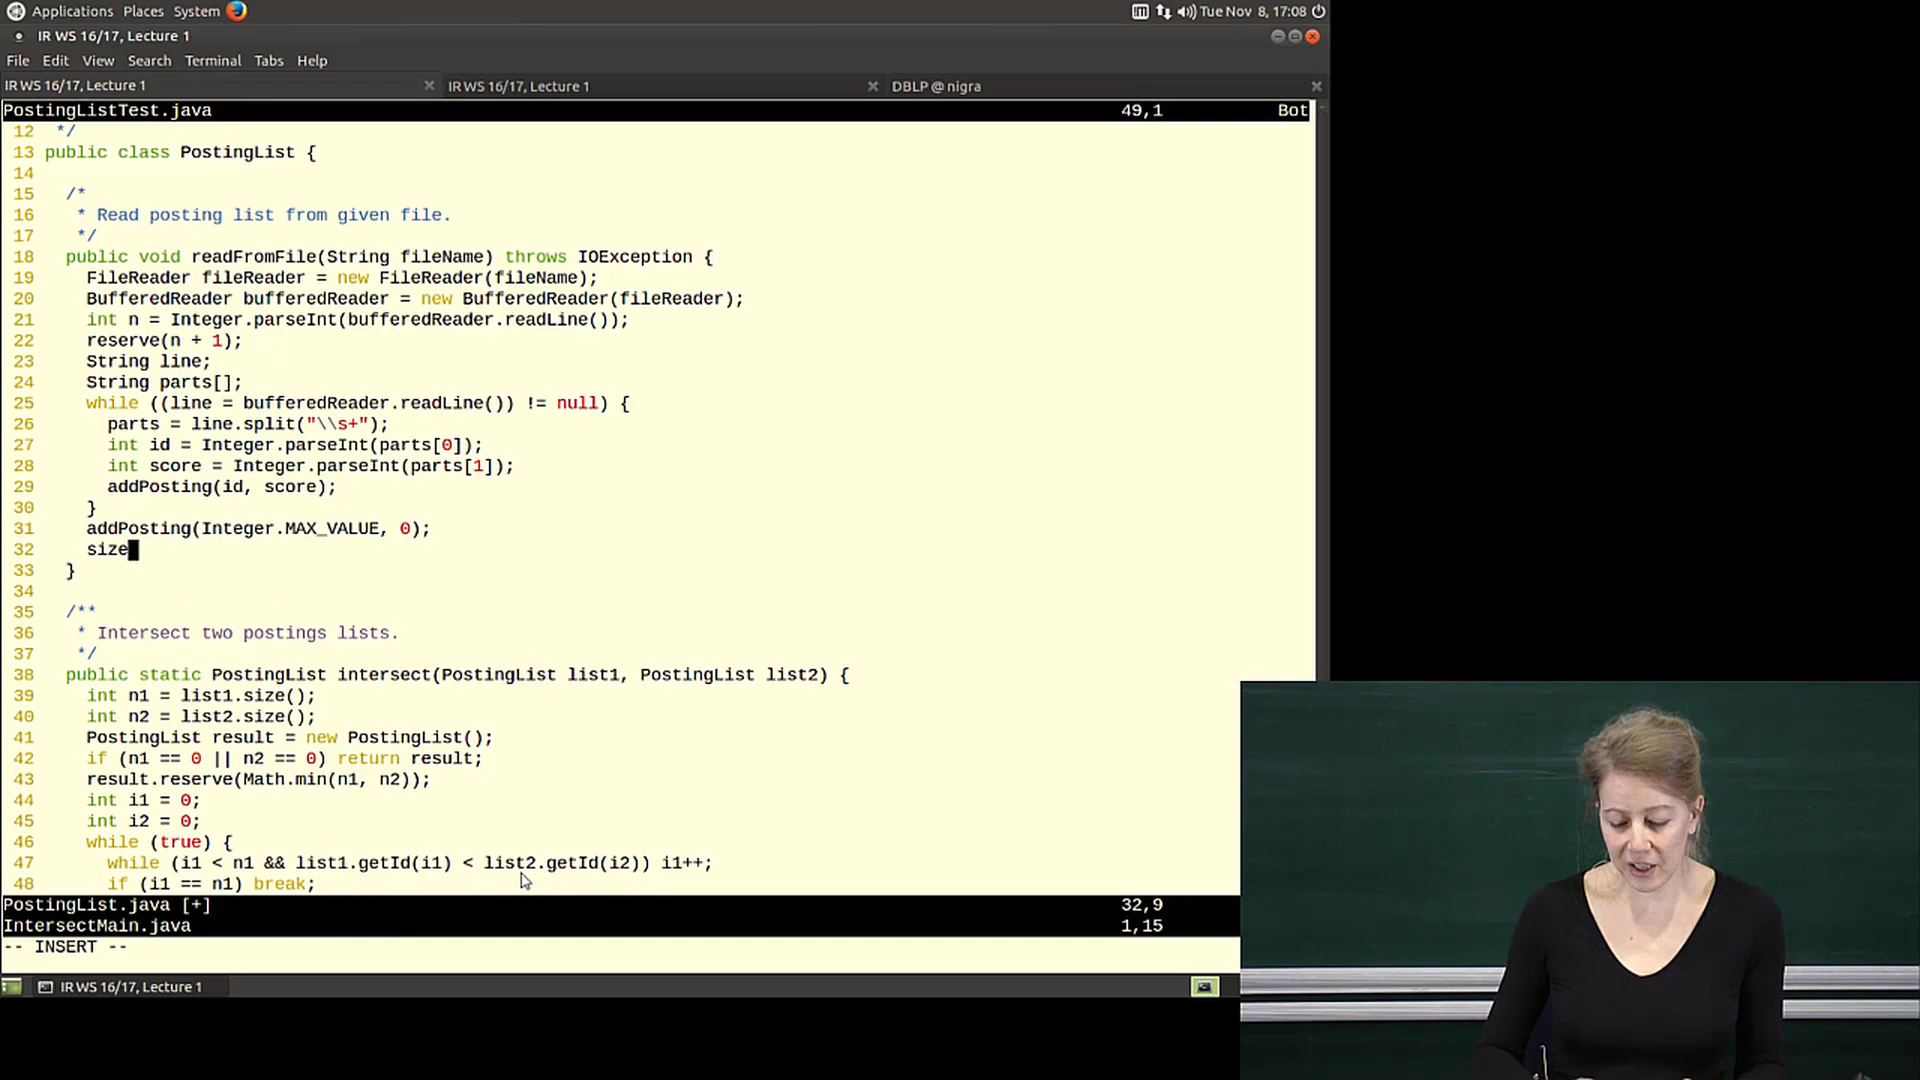 Applications Places System Tue Nov 8, 17:08
IR WS 16/17, Lecture 1
File Edit View Search Terminal Tabs Help
IR WS 16/17, Lecture 1 IR WS 16/17, Lecture 1 DBLP @ nigra
PostingListTest.java 49,1 Bot
12 */
13 public class PostingList {
14
15 /*
16 * Read posting list from given file.
17 */
18 public void readFromFile(String fileName) throws IOException {
19 FileReader fileReader = new FileReader(fileName);
20 BufferedReader bufferedReader = new BufferedReader(fileReader);
21 int n = Integer.parseInt(bufferedReader.readLine());
22 reserve(n + 1);
23 String line;
24 String parts[];
25 while ((line = bufferedReader.readLine()) != null) {
26 parts = line.split("\\s+");
27 int id = Integer.parseInt(parts[0]);
28 int score = Integer.parseInt(parts[1]);
29 addPosting(id, score);
30 }
31 addPosting(Integer.MAX_VALUE, 0);
32 size
33 }
34
35 /**
36 * Intersect two postings lists.
37 */
38 public static PostingList intersect(PostingList list1, PostingList list2) {
39 int n1 = list1.size();
40 int n2 = list2.size();
41 PostingList result = new PostingList();
42 if (n1 == 0 || n2 == 0) return result;
43 result.reserve(Math.min(n1, n2));
44 int i1 = 0;
45 int i2 = 0;
46 while (true) {
47 while (i1 < n1 && list1.getId(i1) < list2.getId(i2)) i1++;
48 if (i1 == n1) break;
PostingList.java [+] 32,9
IntersectMain.java 1,15
-- INSERT --
IR WS 16/17, Lecture 1